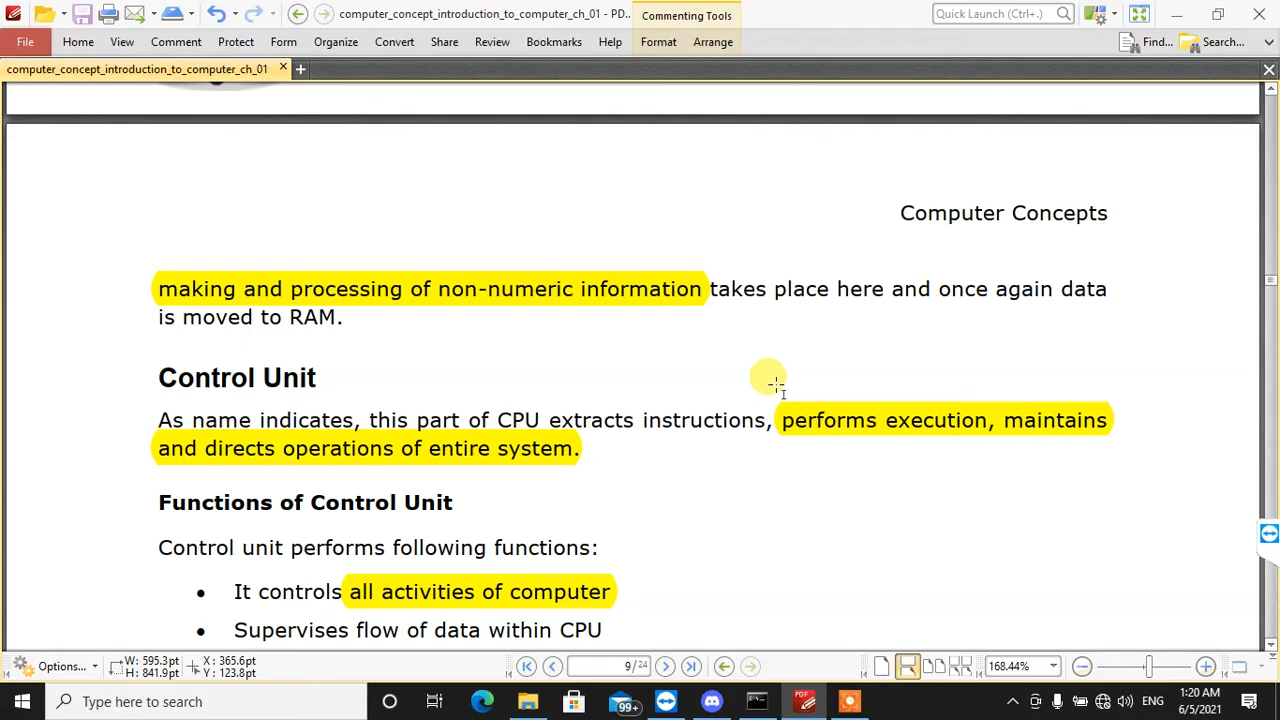 computer_concept_introduction_to_computer_ch_01 - PD...
Commenting Tools
Quick Launch (Ctrl+.)
File Home View Comment Protect Form Organize Convert Share Review Bookmarks Help Format Arrange Find... Search...
computer_concept_introduction_to_computer_ch_01
Computer Concepts
making and processing of non-numeric information takes place here and once again data
is moved to RAM.
Control Unit
As name indicates, this part of CPU extracts instructions, performs execution, maintains
and directs operations of entire system.
Functions of Control Unit
Control unit performs following functions:
• It controls all activities of computer
• Supervises flow of data within CPU
Options... W: 595.3pt X: 365.6pt 9/24 168.44%
H: 841.9pt Y: 123.8pt
Type here to search 99+ PDF ENG 1:20 AM
6/5/2021